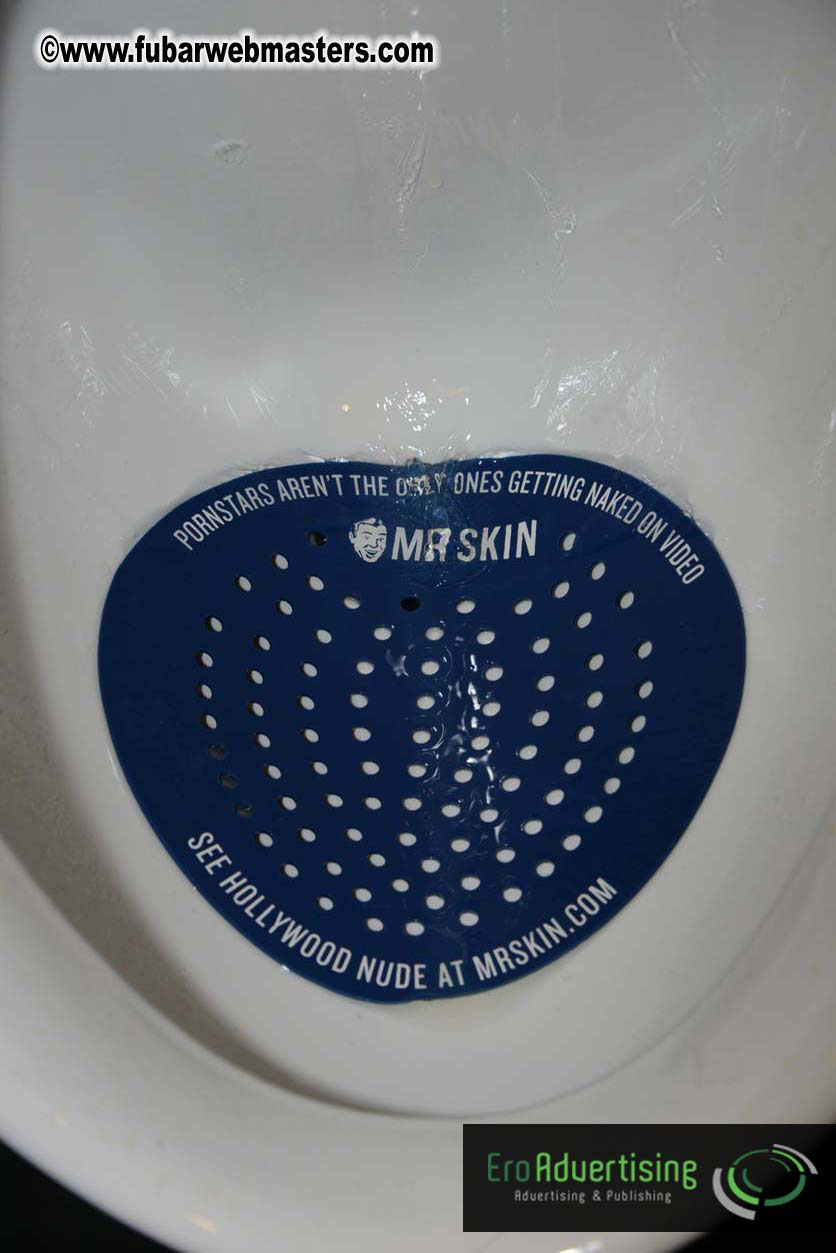 ©www.fubarwebmasters.com
PORNSTARS AREN'T THE ONLY ONES GETTING NAKED ON VIDEO
MR SKIN
SEE HOLLYWOOD NUDE AT MRSKIN.COM
EroAdvertising
Advertising & Publishing